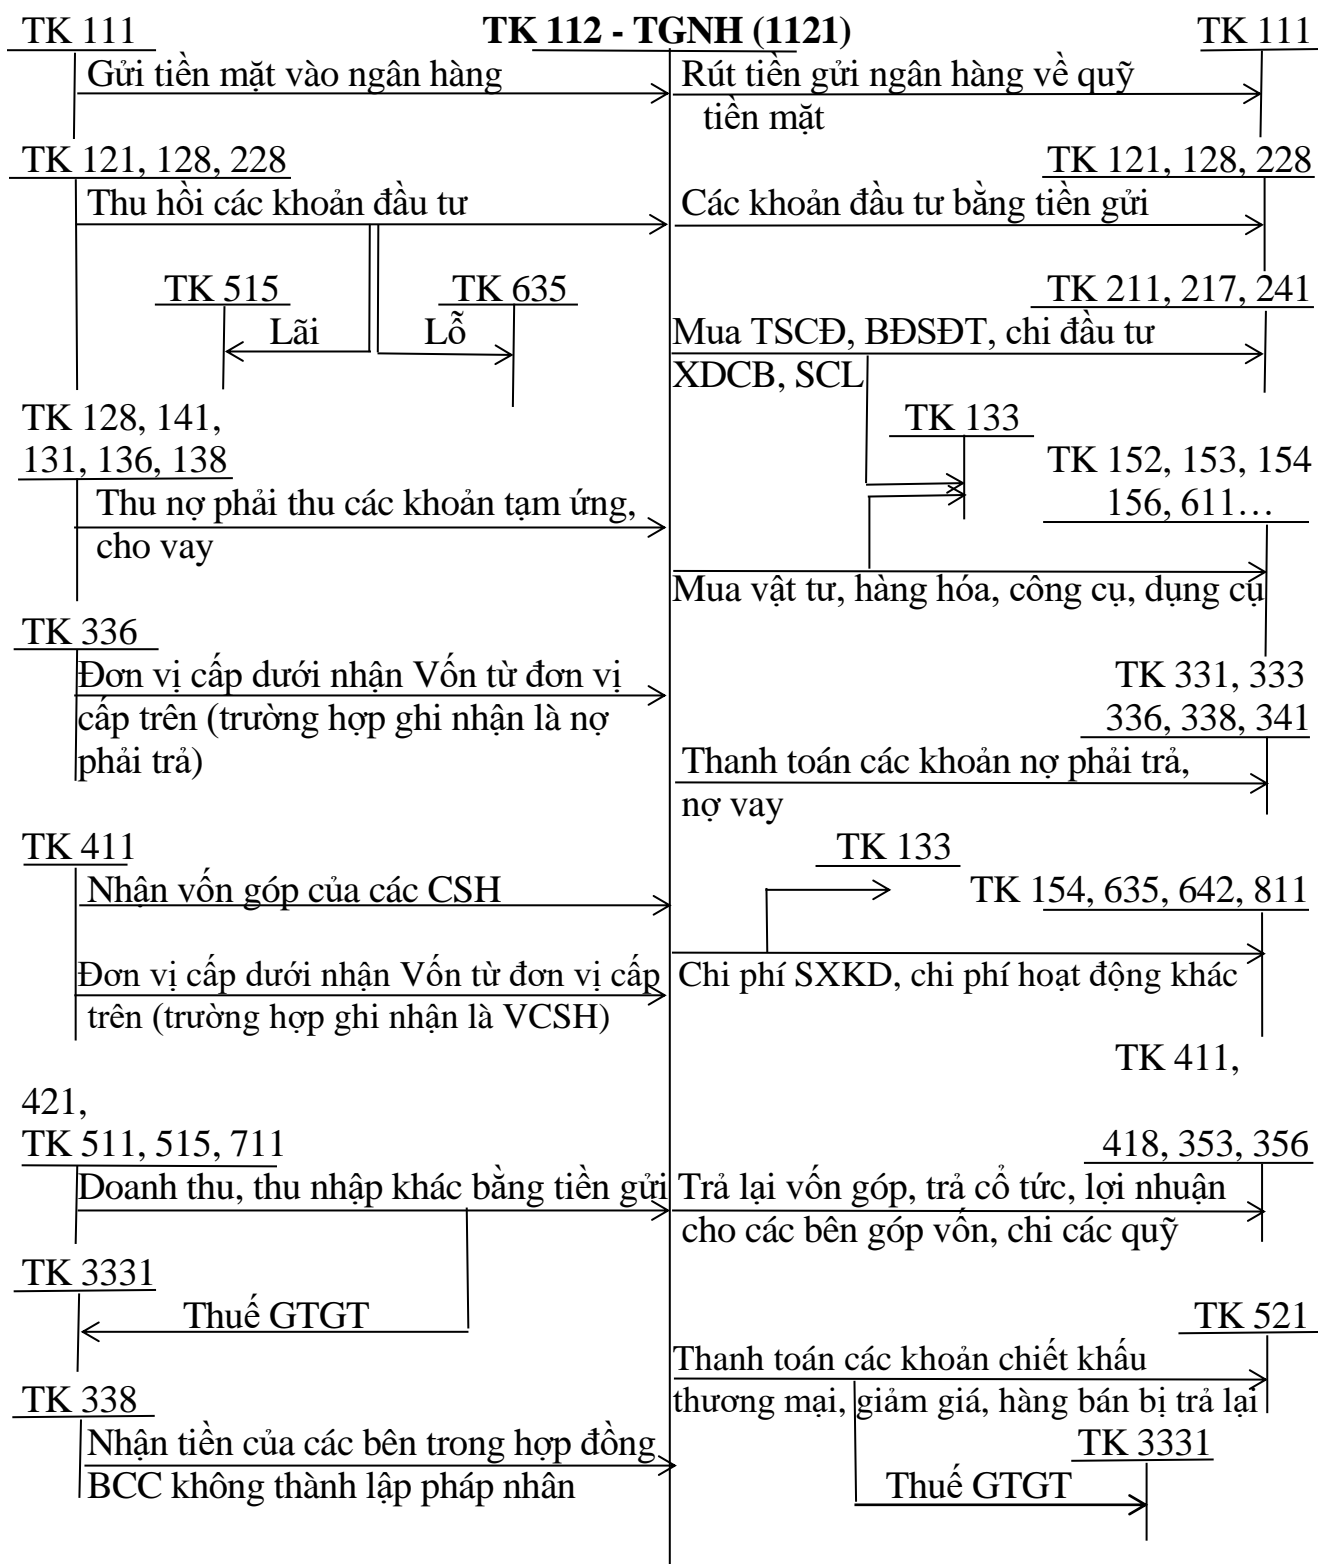 TK 111
TK 112 - TGNH (1121)
TK 111
Gửi tiền mặt vào ngân hàng
Rút tiền gửi ngân hàng về quỹ
tiền mặt
TK 121, 128, 228
TK 121, 128, 228
Thu hồi các khoản đầu tư
Các khoản đầu tư bằng tiền gửi
TK 515
TK 635
TK 211, 217, 241
Lãi
Lỗ
Mua TSCĐ, BĐSĐT, chi đầu tư
XDCB, SCL
TK 128, 141,
131, 136, 138
TK 133
TK 152, 153, 154
156, 611…
Thu nợ phải thu các khoản tạm ứng,
cho vay
Mua vật tư, hàng hóa, công cụ, dụng cụ
TK 336
Đơn vị cấp dưới nhận Vốn từ đơn vị
cấp trên (trường hợp ghi nhận là nợ
phải trả)
TK 331, 333
336, 338, 341
Thanh toán các khoản nợ phải trả,
nợ vay
TK 411
TK 133
Nhận vốn góp của các CSH
TK 154, 635, 642, 811
Đơn vị cấp dưới nhận Vốn từ đơn vị cấp
trên (trường hợp ghi nhận là VCSH)
Chi phí SXKD, chi phí hoạt động khác
TK 411,
421,
TK 511, 515, 711
418, 353, 356
Doanh thu, thu nhập khác bằng tiền gửi
Trả lại vốn góp, trả cổ tức, lợi nhuận
cho các bên góp vốn, chi các quỹ
TK 3331
Thuế GTGT
TK 521
Thanh toán các khoản chiết khấu
thương mại, giảm giá, hàng bán bị trả lại
TK 338
Nhận tiền của các bên trong hợp đồng
BCC không thành lập pháp nhân
TK 3331
Thuế GTGT